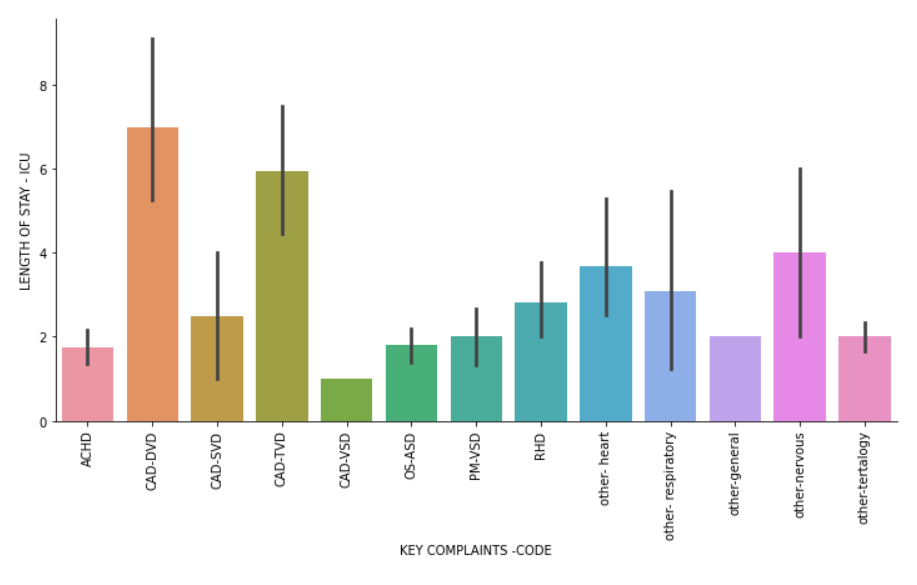 8
6
4
2
0
LENGTH OF STAY - ICU
ACHD
CAD-DVD
CAD-SVD
CAD-TVD
CAD-VSD
OS-ASD
PM-VSD
RHD
other- heart
other- respiratory
other-general
other-nervous
other-tertalogy
KEY COMPLAINTS -CODE